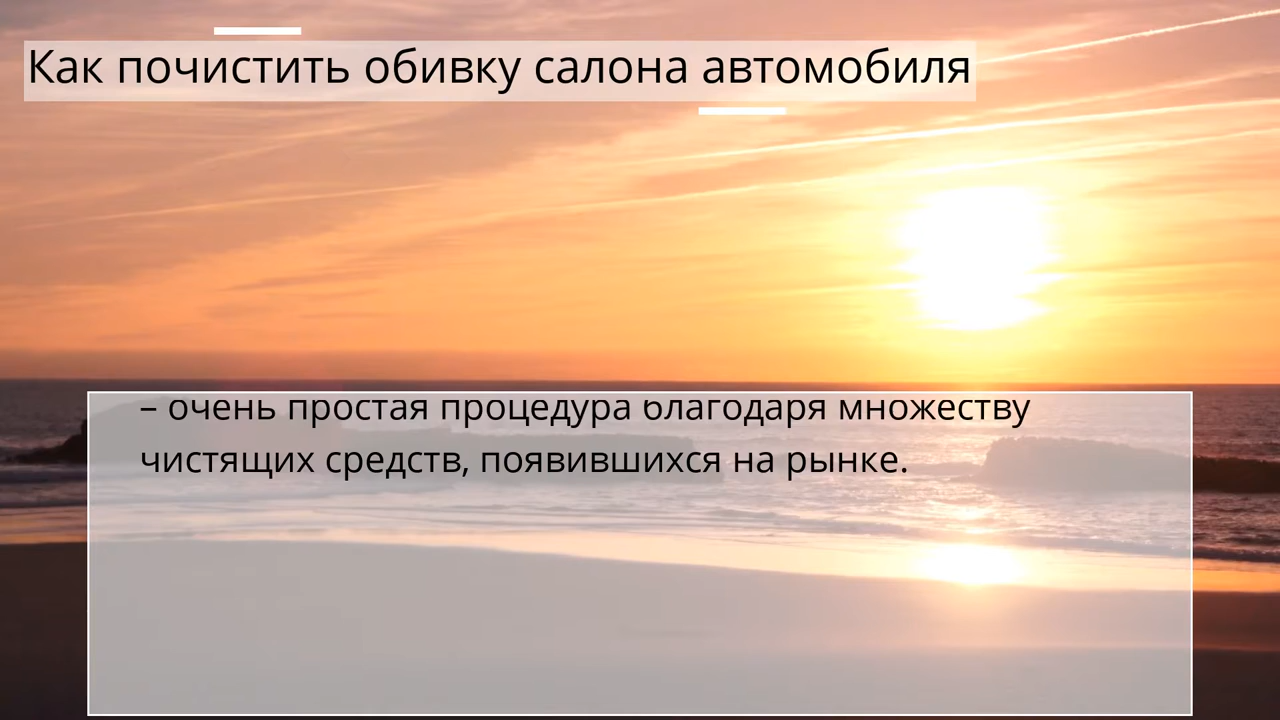 Как почистить обивку салона автомобиля
– очень простая процедура благодаря множеству
чистящих средств, появившихся на рынке.